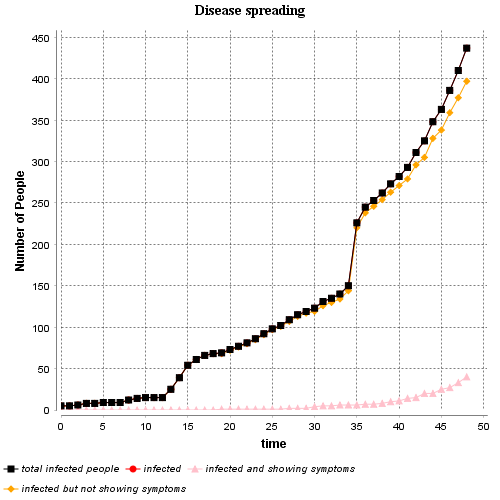 Disease spreading
450
400
350
300
250
200
150
100
50
0
Number of People
0 5 10 15 20 25 30 35 40 45 50
time
total infected people infected infected and showing symptoms
infected but not showing symptoms